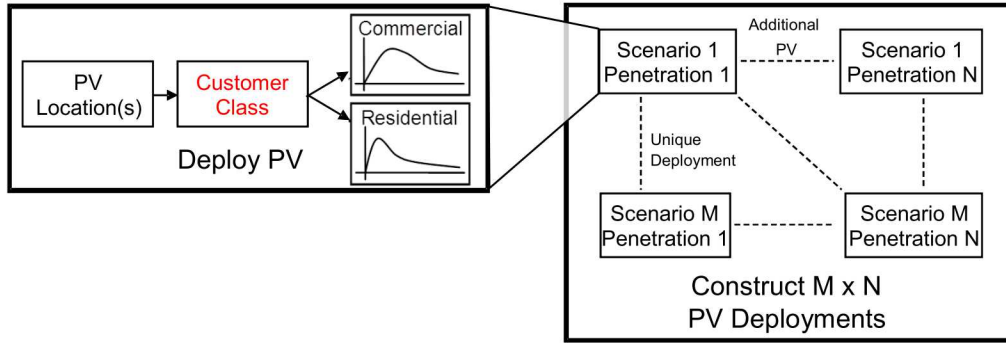 PV
Location(s)
Customer
Class
Commercial
Residential
Deploy PV
Scenario 1
Penetration 1
Additional
PV
Scenario 1
Penetration N
Unique
Deployment
Scenario M
Penetration 1
Scenario M
Penetration N
Construct M x N
PV Deployments